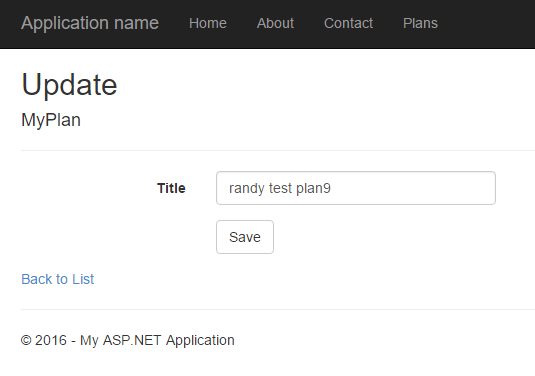 Application name Home About Contact Plans
Update
MyPlan
Title randy test plan9
Save
Back to List
© 2016 - My ASP.NET Application